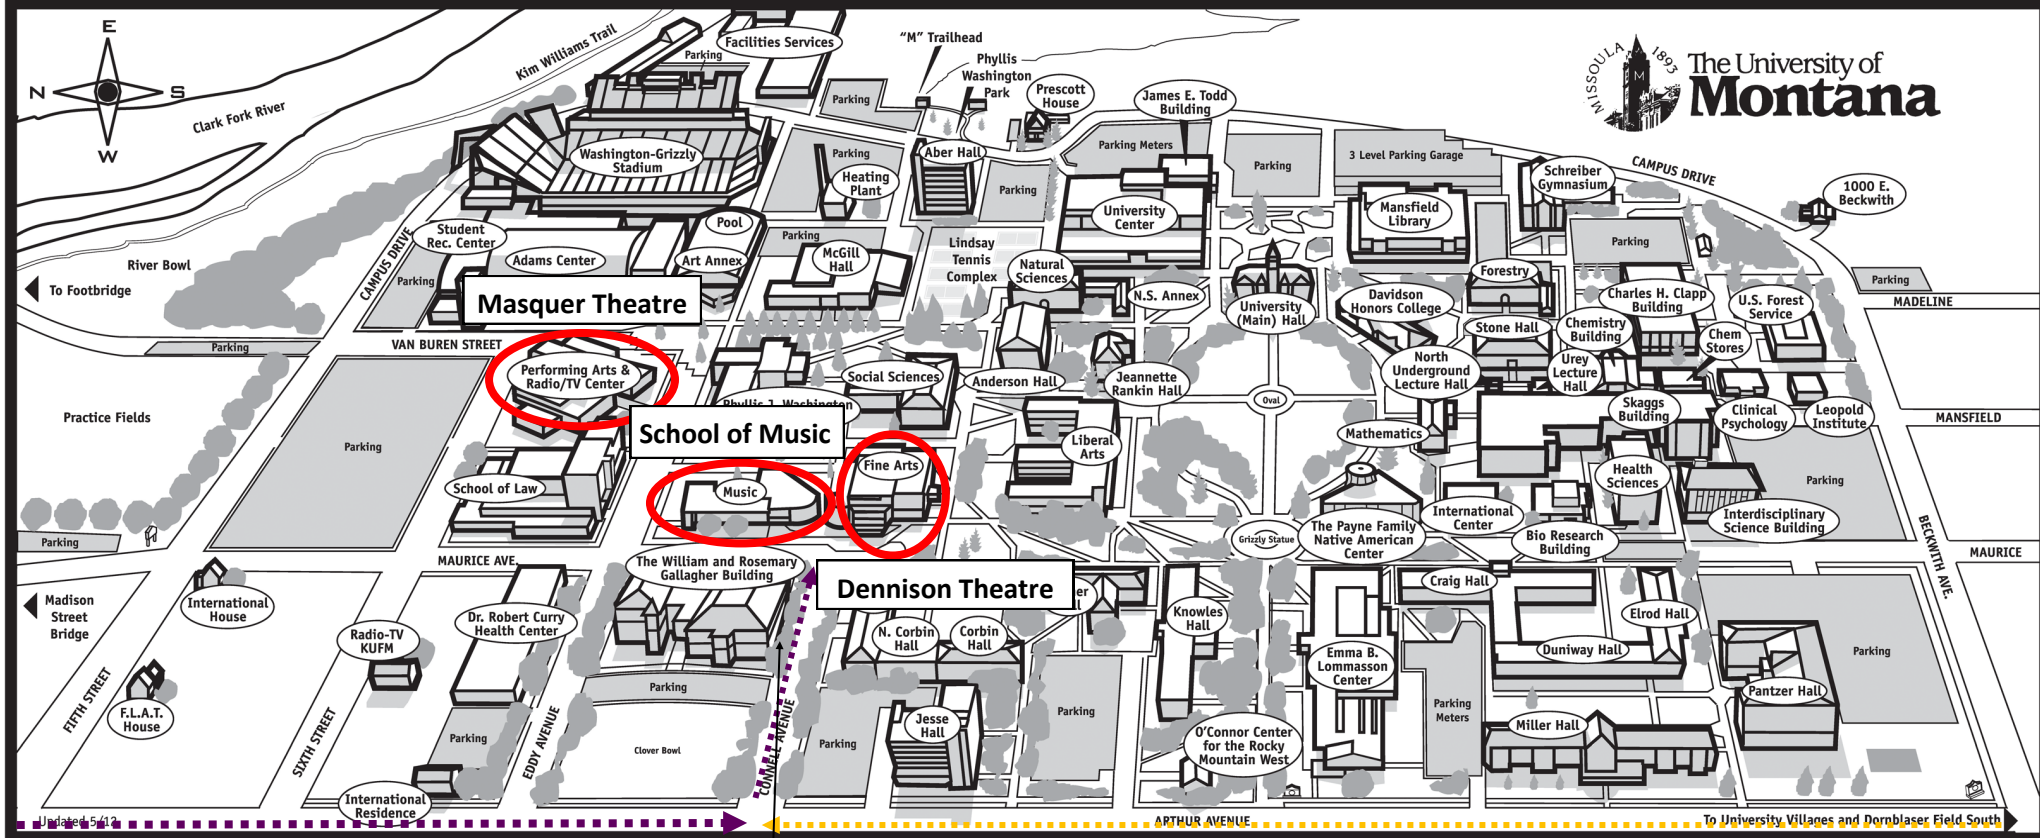 E
N
S
W
Kim Williams Trail
Clark Fork River
Facilities Services
Parking
"M" Trailhead
Phyllis
Washington
Park
Prescott
House
James E. Todd
Building
MISSOULA 1893
M
The University of
Montana
Parking
Washington-Grizzly
Stadium
Parking
Heating
Plant
Aber Hall
Parking
Parking Meters
Parking
3 Level Parking Garage
Schreiber
Gymnasium
CAMPUS DRIVE
1000 E.
Beckwith
Student
Rec. Center
Adams Center
Pool
Art Annex
Parking
McGill
Hall
Lindsay
Tennis
Complex
University
Center
Mansfield
Library
Parking
River Bowl
To Footbridge
CAMPUS DRIVE
Parking
Natural
Sciences
N.S. Annex
University
(Main) Hall
Davidson
Honors College
Forestry
Charles H. Clapp
Building
U.S. Forest
Service
Parking
MADELINE
Masquer Theatre
VAN BUREN STREET
Parking
Stone Hall
Chemistry
Building
Chem
Stores
Performing Arts &
Radio/TV Center
Social Sciences
Anderson Hall
Jeannette
Rankin Hall
North
Underground
Lecture Hall
Urey
Lecture
Hall
Phyllis J. Washington
Oval
Skaggs
Building
Clinical
Psychology
Leopold
Institute
MANSFIELD
Practice Fields
Parking
School of Music
Liberal
Arts
Mathematics
School of Law
Music
Fine Arts
Health
Sciences
Parking
International
Center
Interdisciplinary
Science Building
The Payne Family
Native American
Center
Grizzly Statue
Bio Research
Building
BECKWITH AVE.
Parking
MAURICE AVE.
MAURICE
The William and Rosemary
Gallagher Building
Dennison Theatre
Craig Hall
International
House
Madison
Street
Bridge
Dr. Robert Curry
Health Center
Knowles
Hall
Elrod Hall
Radio-TV
KUFM
N. Corbin
Hall
Corbin
Hall
Emma B.
Lommasson
Center
Duniway Hall
Parking
FIFTH STREET
F.L.A.T.
House
SIXTH STREET
EDDY AVENUE
Parking
CONNELL AVENUE
Pantzer Hall
Parking
Clover Bowl
Parking
Jesse
Hall
Parking
O'Connor Center
for the Rocky
Mountain West
Parking
Meters
Miller Hall
International
Residence
Updated 5/12
ARTHUR AVENUE
To University Villages and Dornblaser Field South